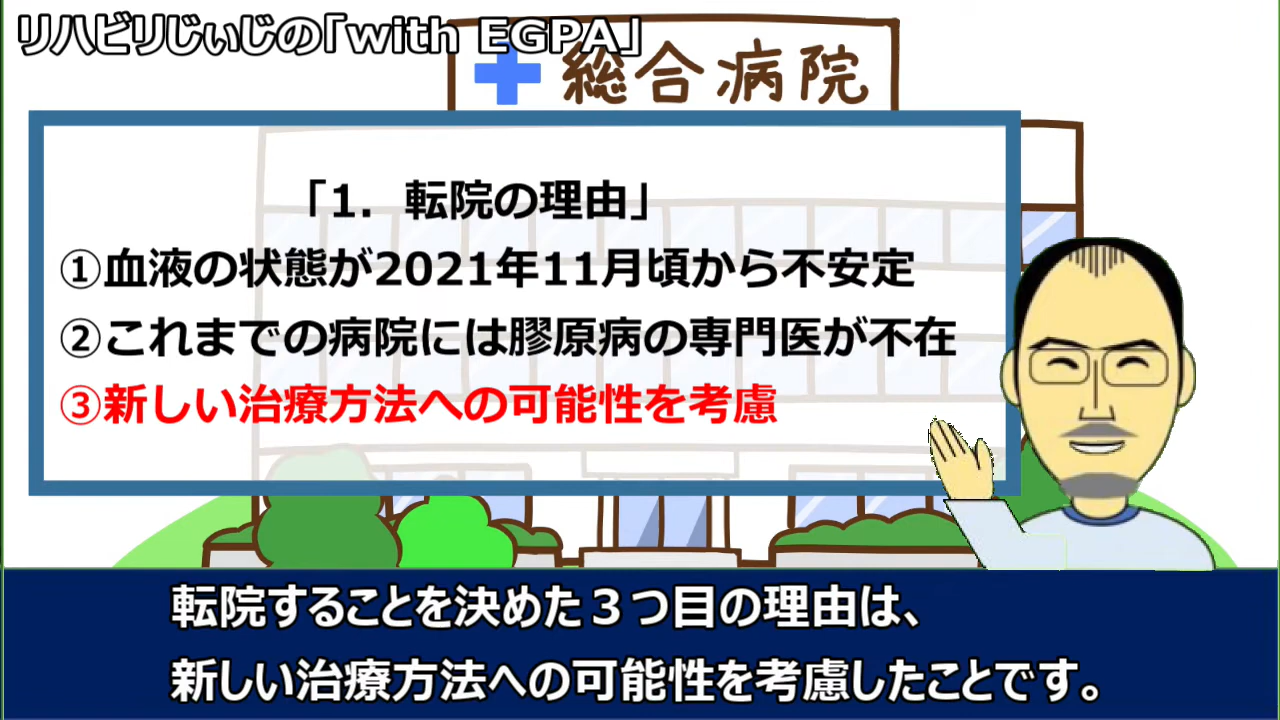 リハビリじぃじの「with EGPA」
総合病院
「1. 転院の理由」
①血液の状態が2021年11月頃から不安定
②これまでの病院には膠原病の専門医が不在
③新しい治療方法への可能性を考慮
転院することを決めた３つ目の理由は、
新しい治療方法への可能性を考慮したことです。